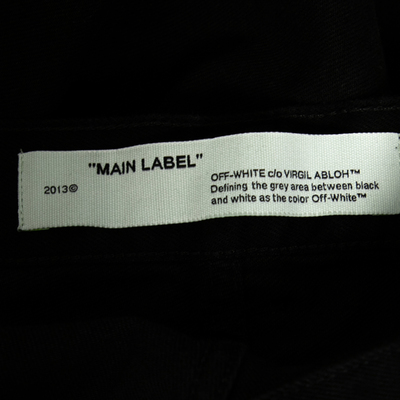 "MAIN LABEL"
2013©
OFF-WHITE c/o VIRGIL ABLOH™
Defining the grey area between black
and white as the color Off-White™